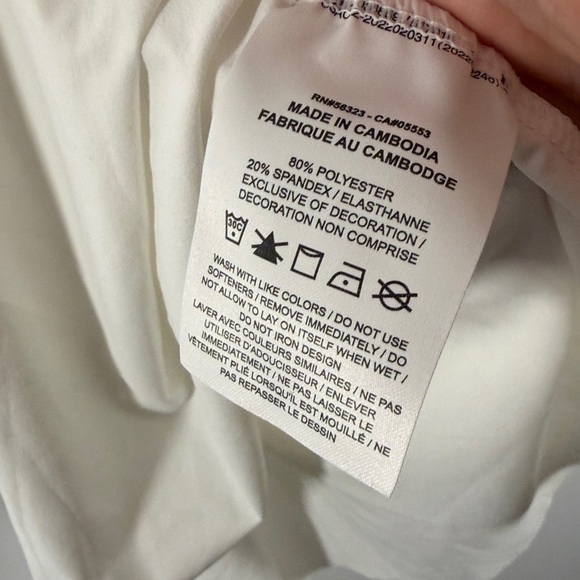 RN#56323 - CA#05553
MADE IN CAMBODIA
FABRIQUE AU CAMBODGE
80% POLYESTER
20% SPANDEX / ELASTHANNE
EXCLUSIVE OF DECORATION /
DECORATION NON COMPRISE
30C
WASH WITH LIKE COLORS / DO NOT USE
SOFTENERS / REMOVE IMMEDIATELY / DO
NOT ALLOW TO LAY ON ITSELF WHEN WET /
DO NOT IRON DESIGN
LAVER AVEC COULEURS SIMILAIRES / NE PAS
UTILISER D'ADOUCISSEUR / ENLEVER
IMMEDIATEMENT / NE PAS LAISSER LE
VÊTEMENT PLIÉ LORSQU'IL EST MOUILLÉ / NE
PAS REPASSER LE DESSIN